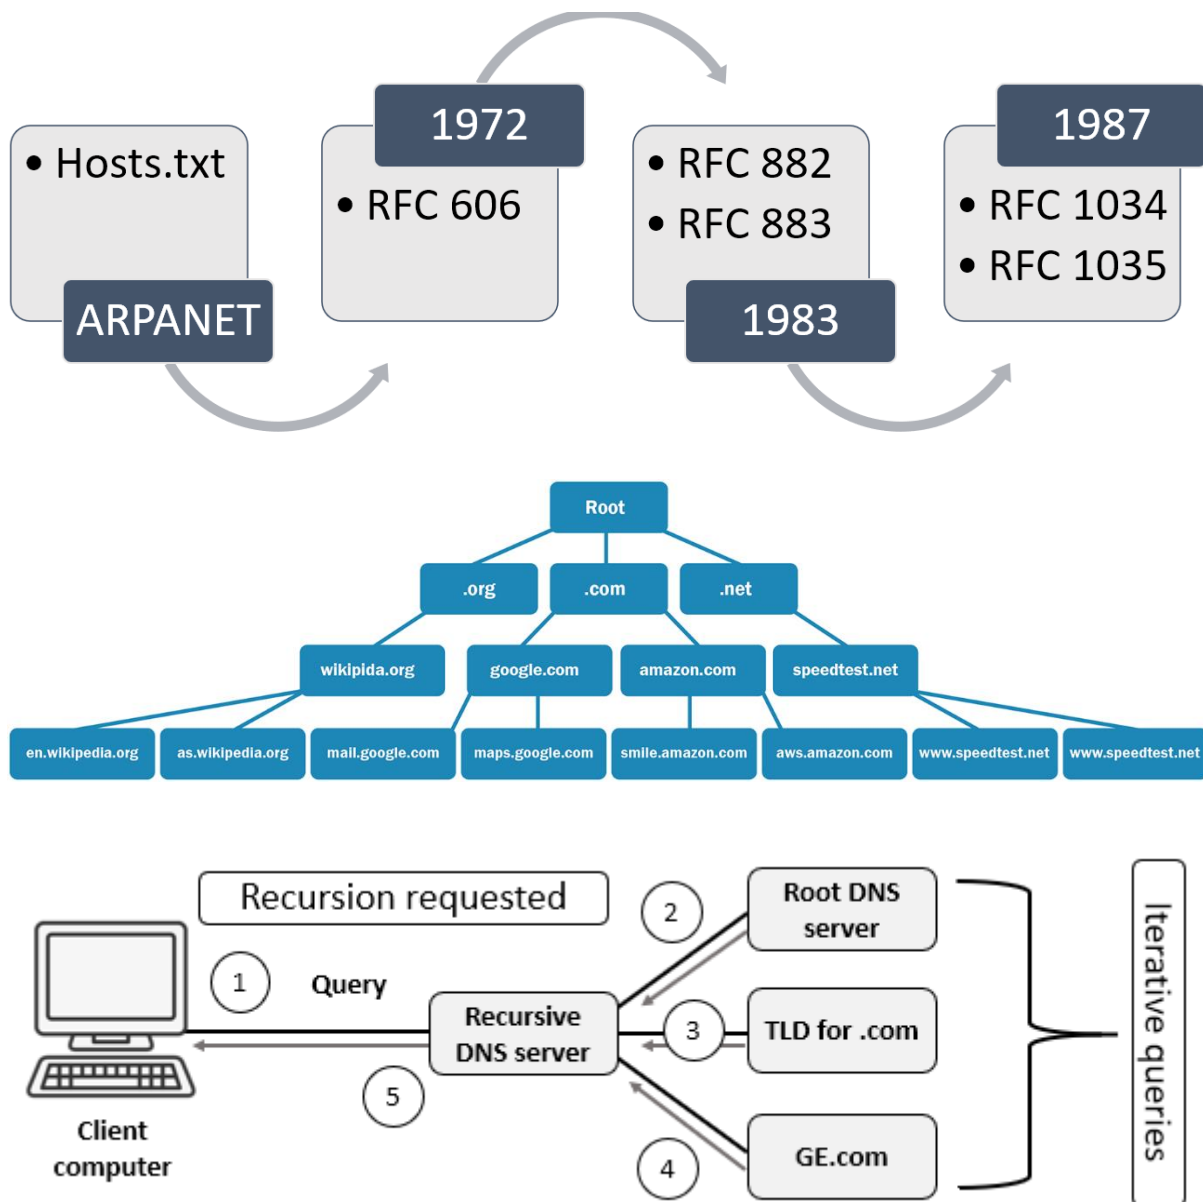 1972
1987
• Hosts.txt
• RFC 606
• RFC 882
• RFC 883
• RFC 1034
• RFC 1035
ARPANET
1983
Root
.org
.com
.net
wikipida.org
google.com
amazon.com
speedtest.net
en.wikipedia.org
as.wikipedia.org
mail.google.com
maps.google.com
smile.amazon.com
aws.amazon.com
www.speedtest.net
www.speedtest.net
Recursion requested
1
Query
2
Root DNS
server
Recursive
DNS server
3
TLD for .com
5
4
GE.com
Client
computer
Iterative queries